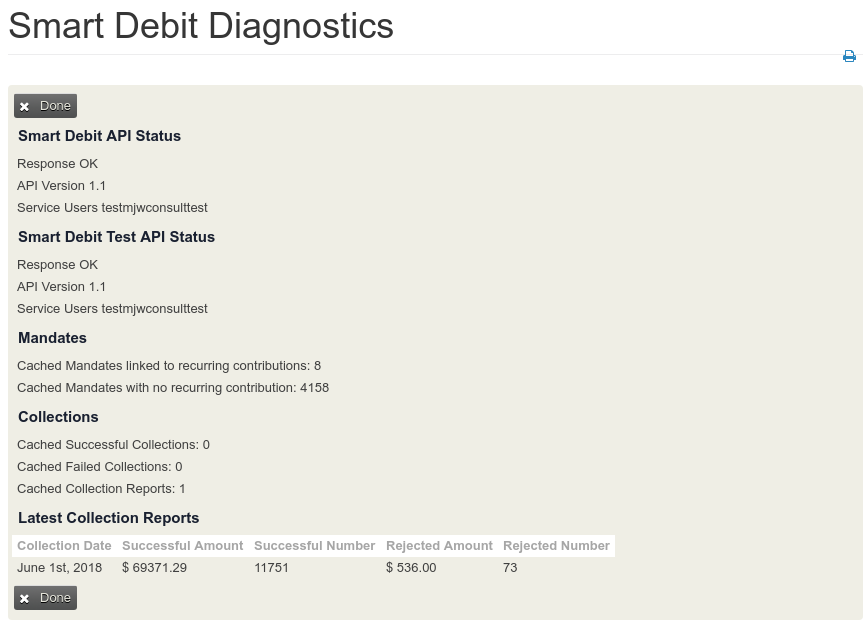 Smart Debit Diagnostics
Done
Smart Debit API Status
Response OK
API Version 1.1
Service Users testmjwconsulttest
Smart Debit Test API Status
Response OK
API Version 1.1
Service Users testmjwconsulttest
Mandates
Cached Mandates linked to recurring contributions: 8
Cached Mandates with no recurring contribution: 4158
Collections
Cached Successful Collections: 0
Cached Failed Collections: 0
Cached Collection Reports: 1
Latest Collection Reports
Collection Date Successful Amount Successful Number Rejected Amount Rejected Number
June 1st, 2018 $ 69371.29 11751 $ 536.00 73
Done